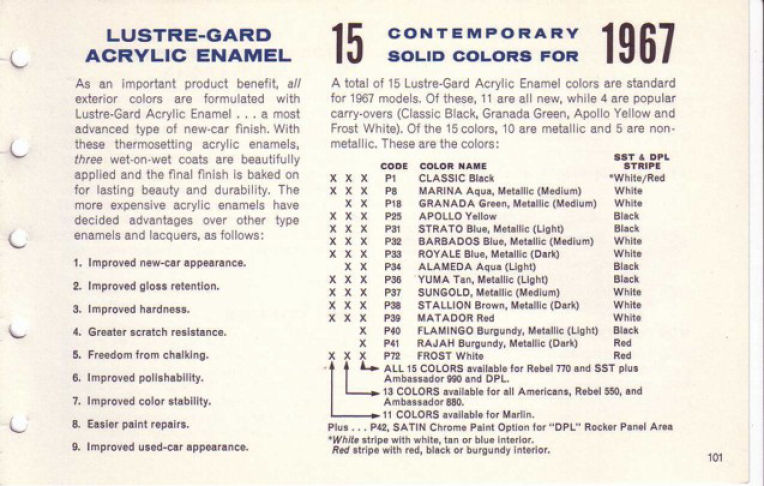 LUSTRE-GARD
ACRYLIC ENAMEL
As an important product benefit, all
exterior colors are formulated with
Lustre-Gard Acrylic Enamel . . . a most
advanced type of new-car finish. With
these thermosetting acrylic enamels,
three wet-on-wet coats are beautifully
applied and the final finish is baked on
for lasting beauty and durability. The
more expensive acrylic enamels have
decided advantages over other type
enamels and lacquers, as follows:
1. Improved new-car appearance.
2. Improved gloss retention.
3. Improved hardness.
4. Greater scratch resistance.
5. Freedom from chalking.
6. Improved polishability.
7. Improved color stability.
8. Easier paint repairs.
9. Improved used-car appearance.
15 CONTEMPORARY
SOLID COLORS FOR 1967
A total of 15 Lustre-Gard Acrylic Enamel colors are standard
for 1967 models. Of these, 11 are all new, while 4 are popular
carry-overs (Classic Black, Granada Green, Apollo Yellow and
Frost White). Of the 15 colors, 10 are metallic and 5 are non-
metallic. These are the colors:
SST & DPL
CODE COLOR NAME STRIPE
X X X P1 CLASSIC Black *White/Red
X X X P8 MARINA Aqua, Metallic (Medium) White
X X P18 GRANADA Green, Metallic (Medium) White
X X X P25 APOLLO Yellow Black
X X X P31 STRATO Blue, Metallic (Light) Black
X X X P32 BARBADOS Blue, Metallic (Medium) White
X X X P33 ROYALE Blue, Metallic (Dark) White
X X P34 ALAMEDA Aqua (Light) Black
X X X P36 YUMA Tan, Metallic (Light) Black
X X X P37 SUNGOLD, Metallic (Medium) White
X X X P38 STALLION Brown, Metallic (Dark) White
X X X P39 MATADOR Red White
X P40 FLAMINGO Burgundy, Metallic (Light) Black
X P41 RAJAH Burgundy, Metallic (Dark) Red
X X X P72 FROST White Red
ALL 15 COLORS available for Rebel 770 and SST plus
Ambassador 990 and DPL.
13 COLORS available for all Americans, Rebel 550, and
Ambassador 880.
11 COLORS available for Marlin.
Plus . . . P42, SATIN Chrome Paint Option for "DPL" Rocker Panel Area
*White stripe with white, tan or blue interior.
Red stripe with red, black or burgundy interior.
101